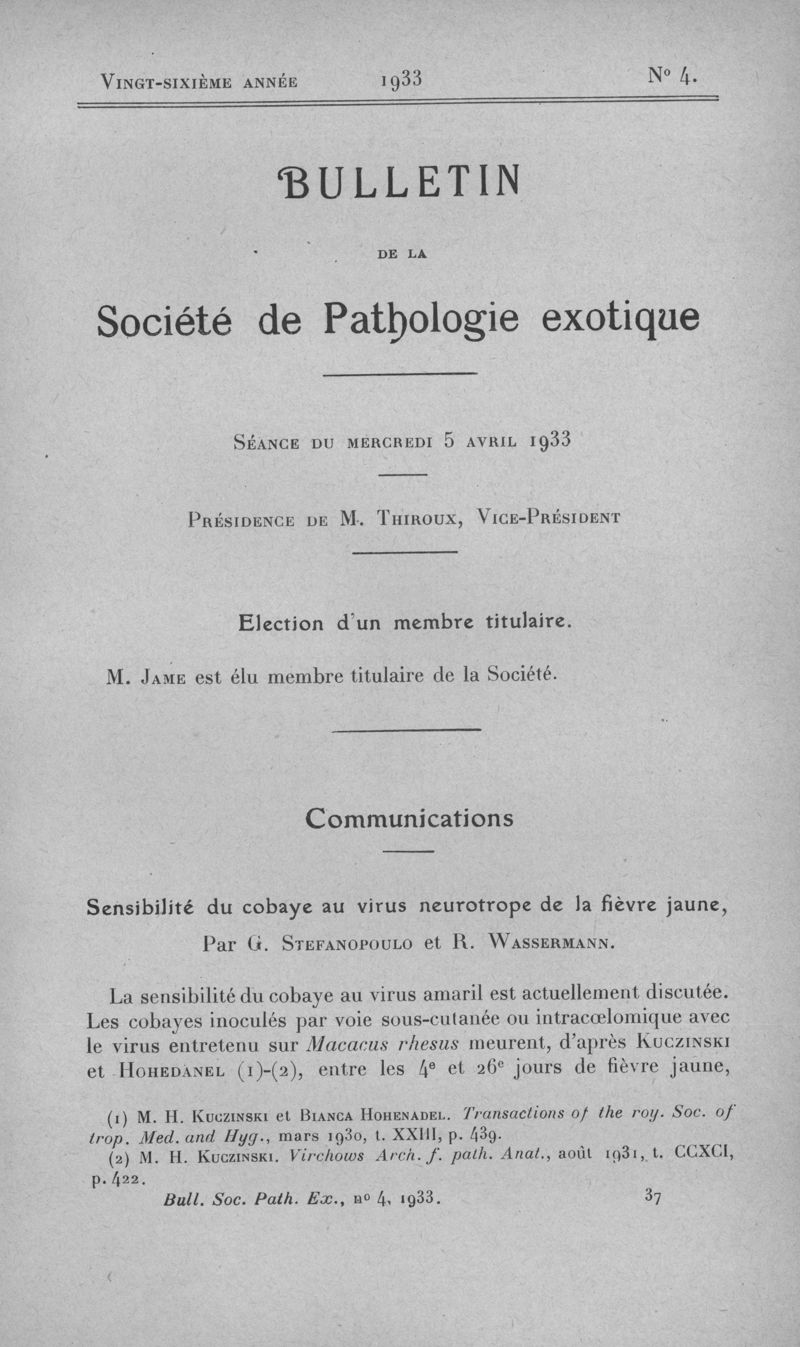 VINGT-SIXIÈME ANNÉE 1933 N° 4.
BULLETIN
DE LA
Société de Pathologie exotique
SÉANCE DU MERCREDI 5 AVRIL 1933
PRÉSIDENCE DE M. THIROUX, VICE-PRÉSIDENT
Election d'un membre titulaire.
M. JAME est élu membre titulaire de la Société.
Communications
Sensibilité du cobaye au virus neurotrope de la fièvre jaune,
Par G. STEFANOPOULO et R. WASSERMANN.
La sensibilité du cobaye au virus amaril est actuellement discutée.
Les cobayes inoculés par voie sous-cutanée ou intracœlomique avec
le virus entretenu sur Macacus rhesus meurent, d'après KUCZINSKI
et HOHEDANEL (1)-(2), entre les 4e et 26e jours de fièvre jaune,
(1) M. H. KUCZINSKI et BIANCA HOHENADEL. Transactions of the roy. Soc. of
trop. Med. and Hyg., mars 1930, t. XXIII, p. 439.
(2) M. H. KUCZINSKI. Virchows Arch. f. path. Anat., août 1931, t. CCXCI,
p. 422.
Bull. Soc. Path. Ex., no 4, 1933. 37